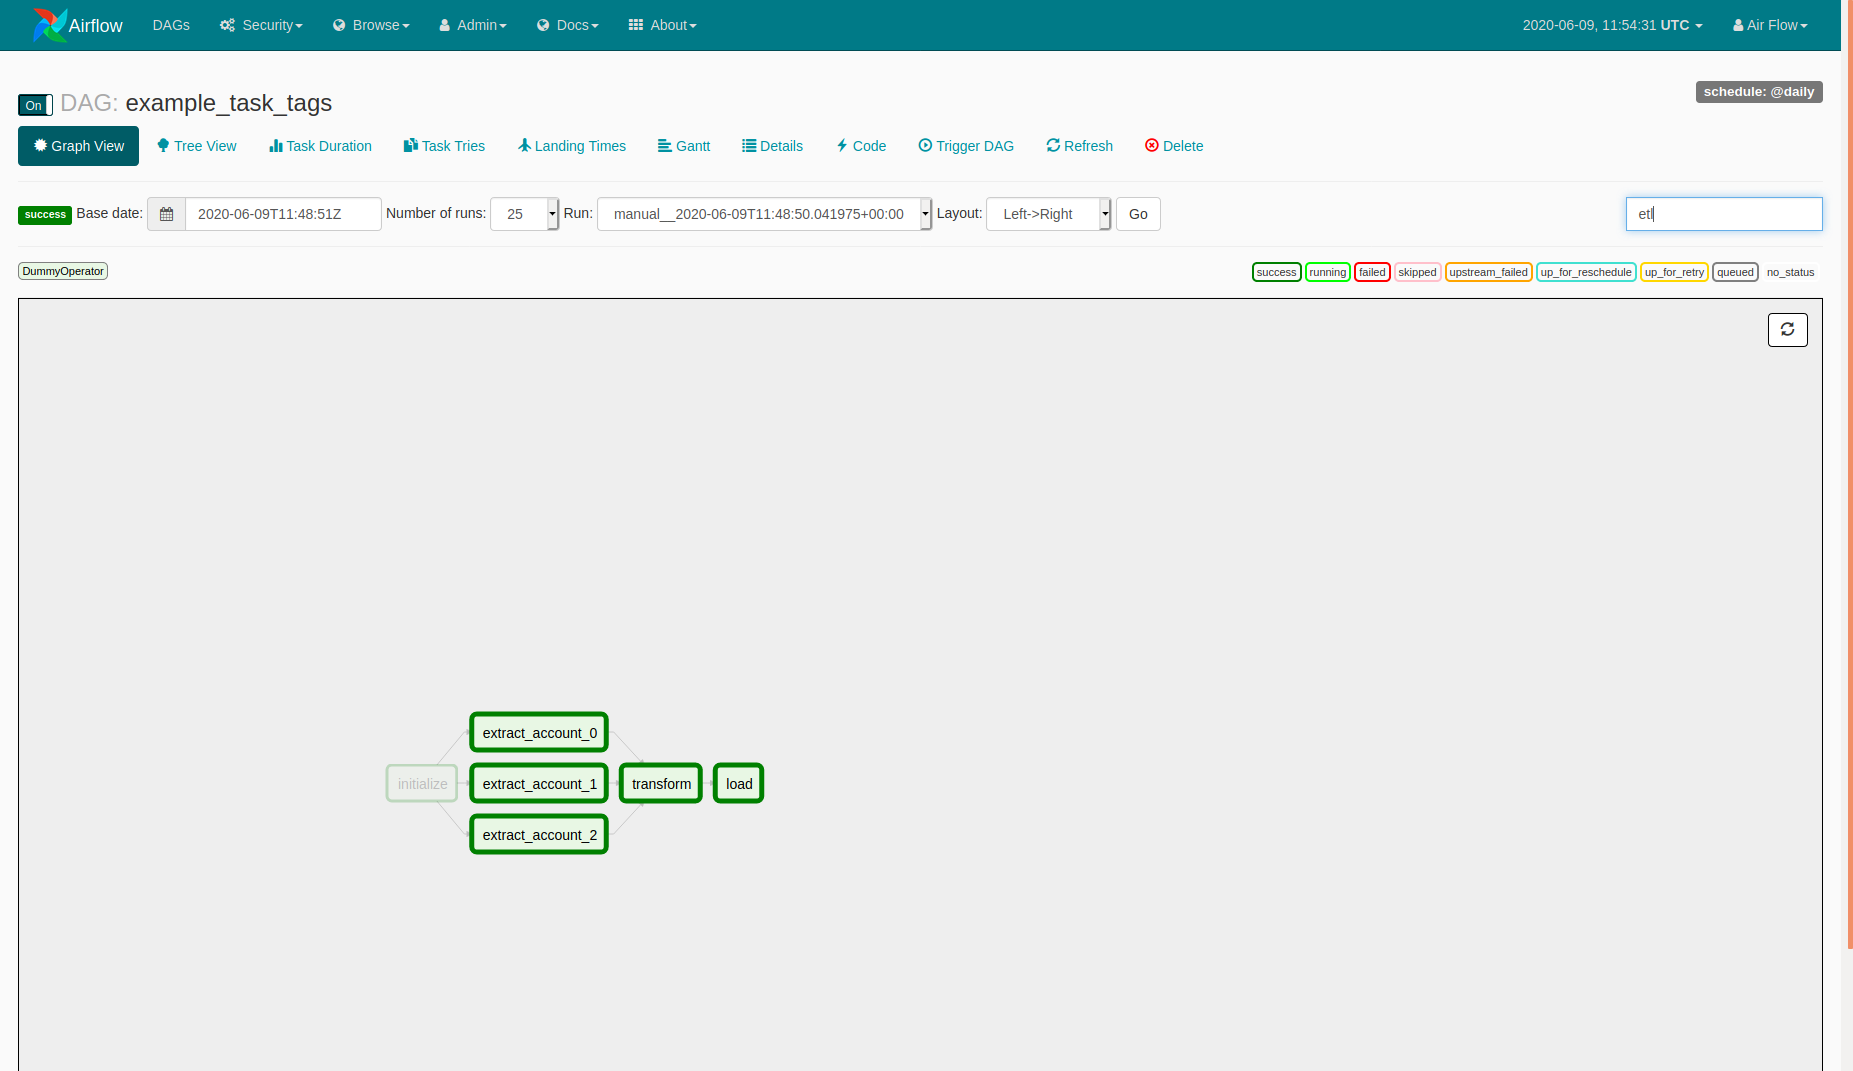 Airflow DAGs Security Browse Admin Docs About 2020-06-09, 11:54:31 UTC Air Flow
schedule: @daily
On DAG: example_task_tags
Graph View Tree View Task Duration Task Tries Landing Times Gantt Details Code Trigger DAG Refresh Delete
success Base date: 2020-06-09T11:48:51Z Number of runs: 25 Run: manual__2020-06-09T11:48:50.041975+00:00 Layout: Left->Right Go etl
DummyOperator success running failed skipped upstream_failed up_for_reschedule up_for_retry queued no_status
extract_account_0
initialize extract_account_1 transform load
extract_account_2